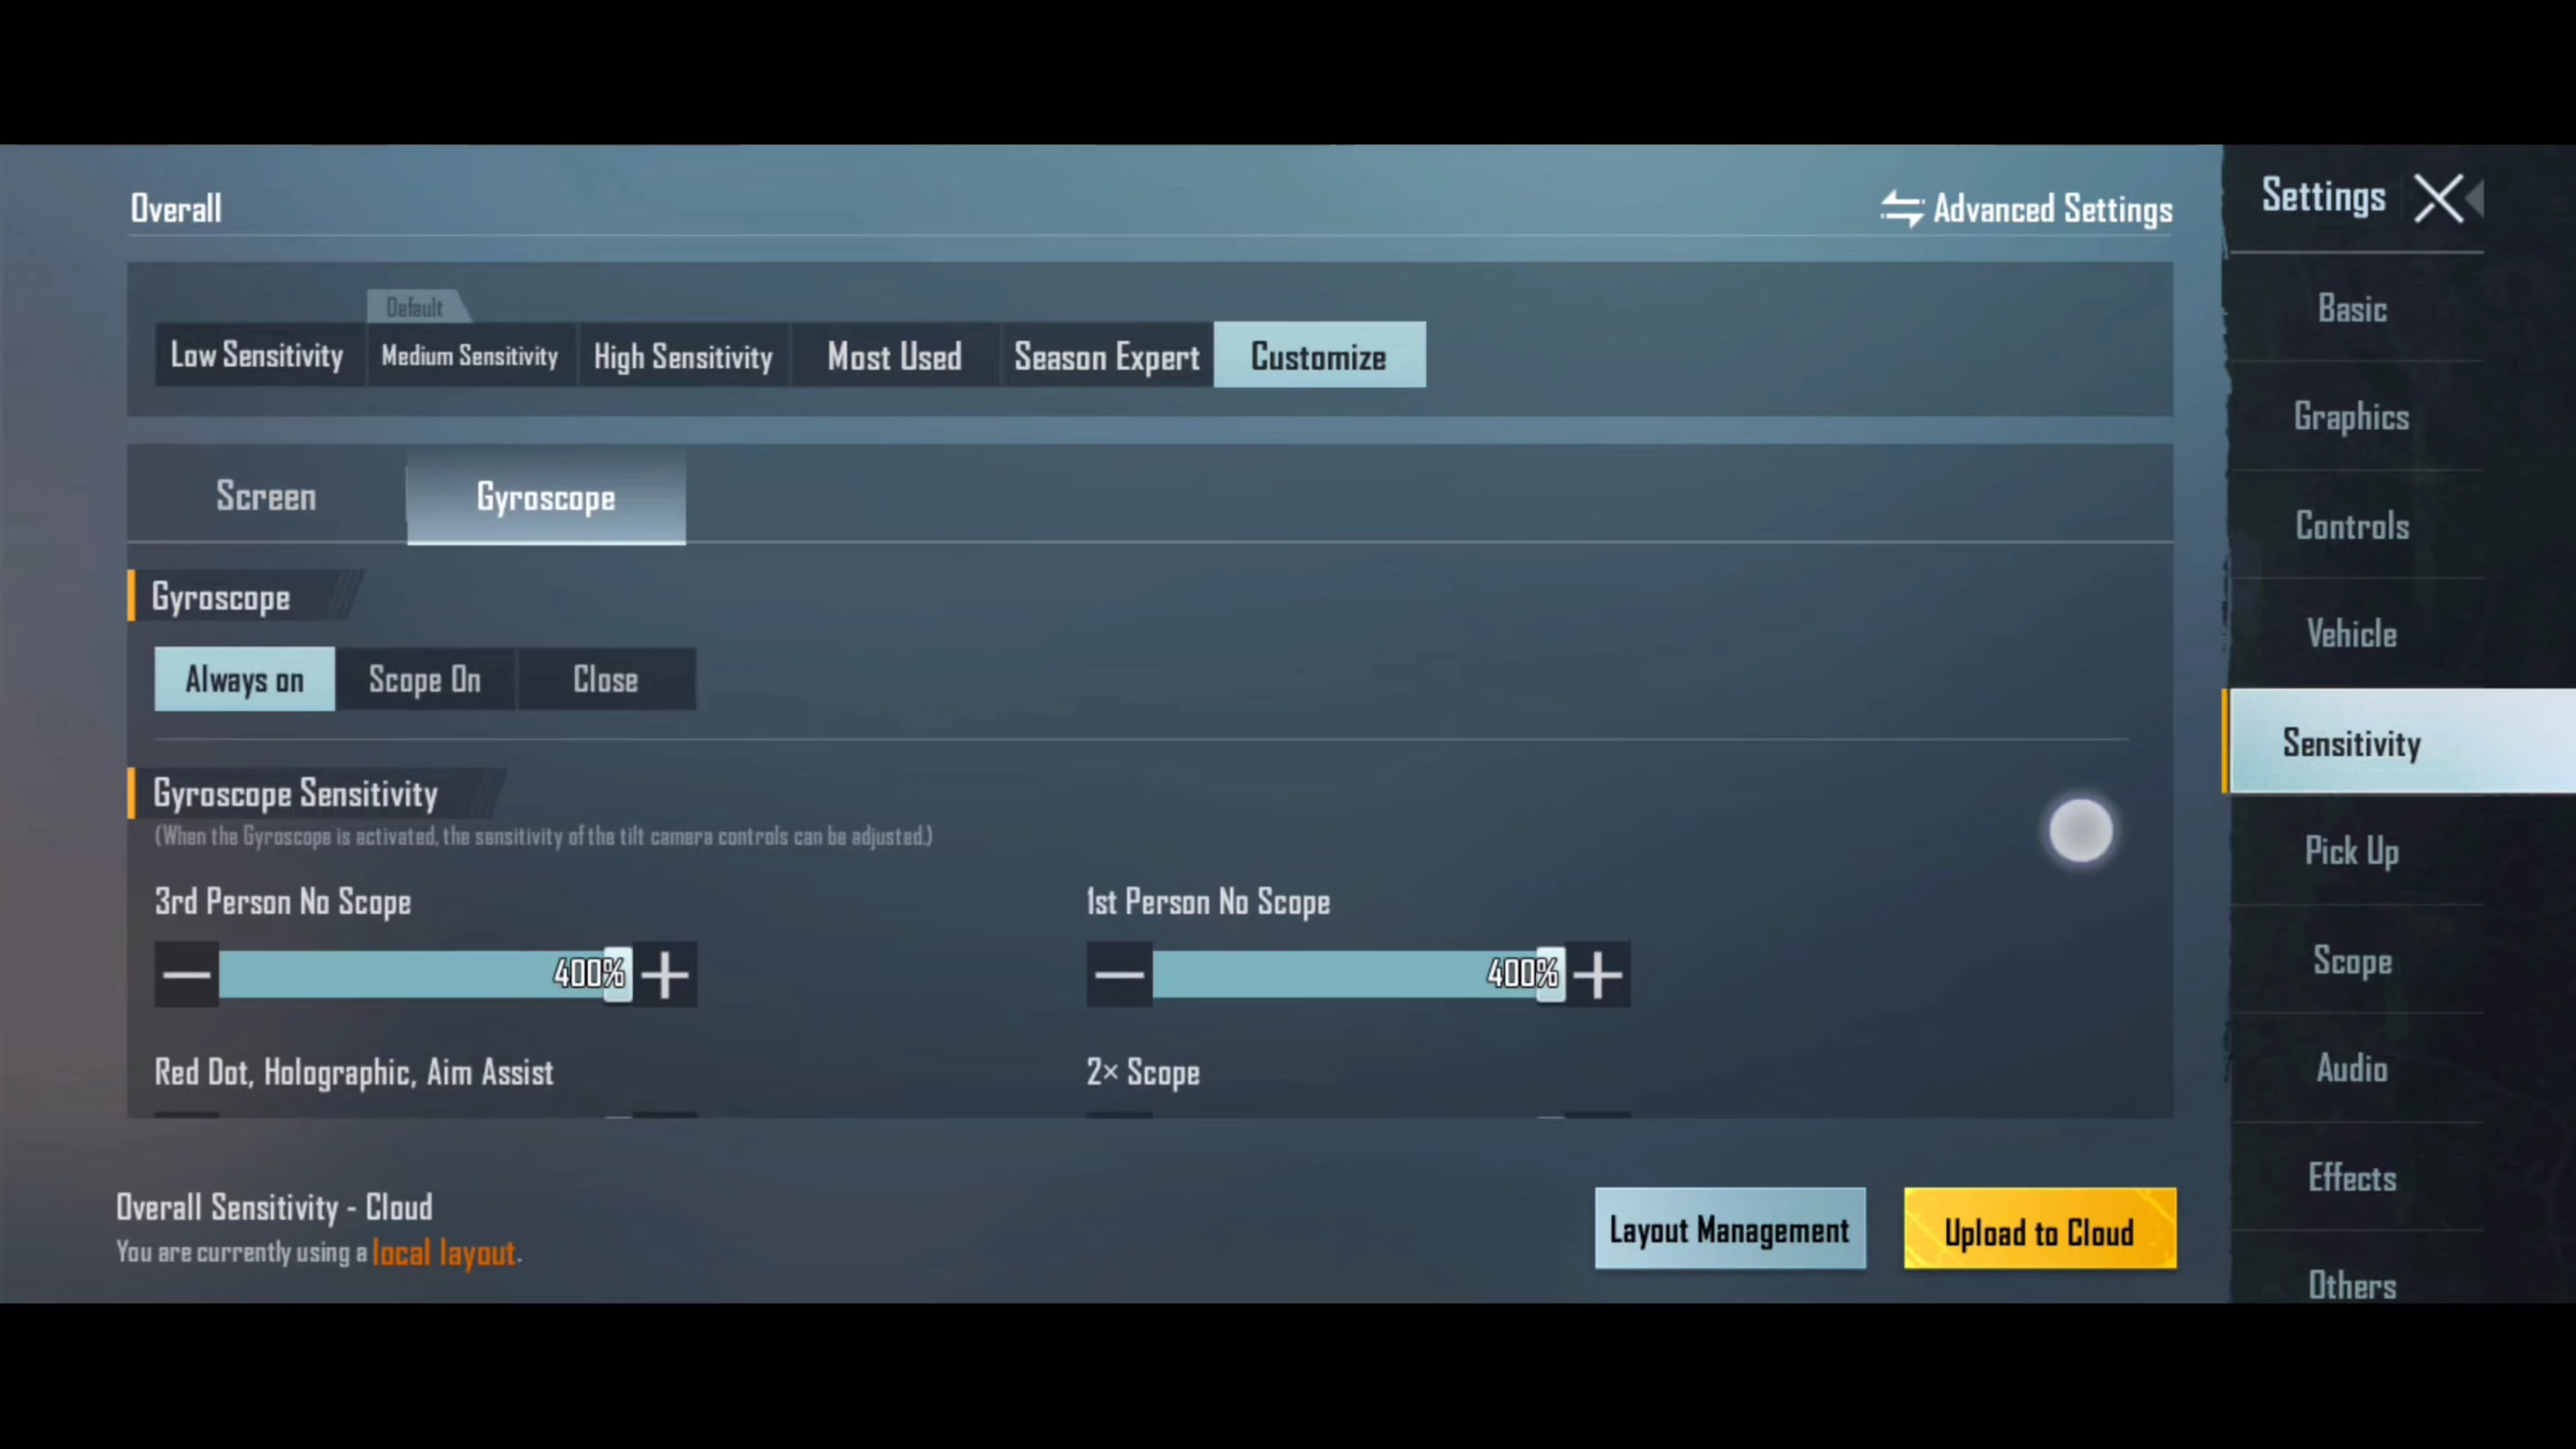 Overall
Advanced Settings
Settings
Default
Low Sensitivity
Medium Sensitivity
High Sensitivity
Most Used
Season Expert
Customize
Screen
Gyroscope
Gyroscope
Always on
Scope On
Close
Gyroscope Sensitivity
(When the Gyroscope is activated, the sensitivity of the tilt camera controls can be adjusted.)
3rd Person No Scope
400%
1st Person No Scope
400%
Red Dot, Holographic, Aim Assist
2× Scope
Overall Sensitivity - Cloud
You are currently using a local layout.
Layout Management
Upload to Cloud
Basic
Graphics
Controls
Vehicle
Sensitivity
Pick Up
Scope
Audio
Effects
Others